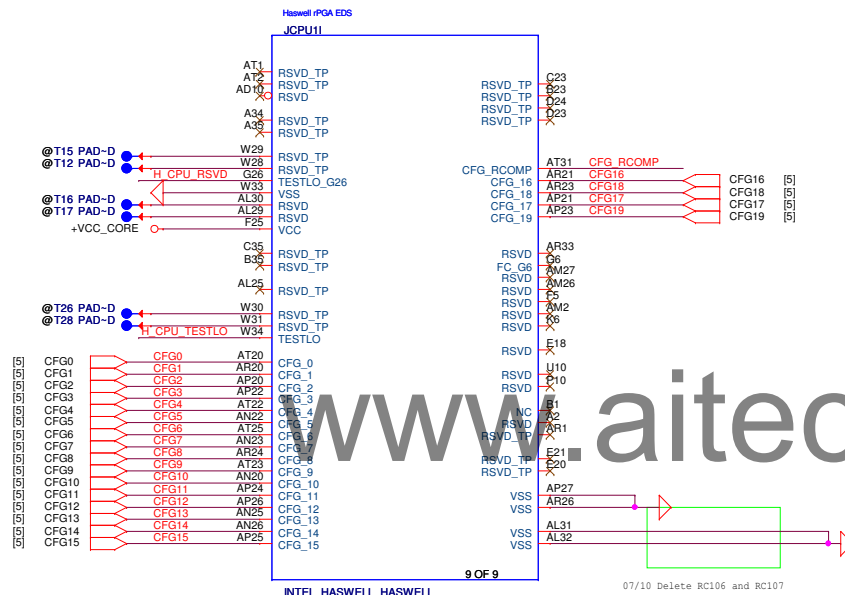 Haswell rPGA EDS
JCPU1I
AT1 RSVD_TP
AT2 RSVD_TP
AD10 RSVD
A34 RSVD_TP
A35 RSVD_TP
@T15 PAD~D W29 RSVD_TP
@T12 PAD~D W28 RSVD_TP
H_CPU_RSVD G26 TESTLO_G26
W33 VSS
@T16 PAD~D AL30 RSVD
@T17 PAD~D AL29 RSVD
+VCC_CORE F25 VCC
C35 RSVD_TP
B35 RSVD_TP
AL25 RSVD_TP
@T26 PAD~D W30 RSVD_TP
@T28 PAD~D W31 RSVD_TP
H_CPU_TESTLO W34 TESTLO
[5] CFG0 CFG0 AT20 CFG_0
[5] CFG1 CFG1 AR20 CFG_1
[5] CFG2 CFG2 AP20 CFG_2
[5] CFG3 CFG3 AP22 CFG_3
[5] CFG4 CFG4 AT22 CFG_4
[5] CFG5 CFG5 AN22 CFG_5
[5] CFG6 CFG6 AT25 CFG_6
[5] CFG7 CFG7 AN23 CFG_7
[5] CFG8 CFG8 AR24 CFG_8
[5] CFG9 CFG9 AT23 CFG_9
[5] CFG10 CFG10 AN20 CFG_10
[5] CFG11 CFG11 AP24 CFG_11
[5] CFG12 CFG12 AP26 CFG_12
[5] CFG13 CFG13 AN25 CFG_13
[5] CFG14 CFG14 AN26 CFG_14
[5] CFG15 CFG15 AP25 CFG_15
RSVD_TP C23
RSVD_TP B23
RSVD_TP D24
RSVD_TP D23
CFG_RCOMP AT31 CFG_RCOMP
CFG_16 AR21 CFG16 CFG16 [5]
CFG_18 AR23 CFG18 CFG18 [5]
CFG_17 AP21 CFG17 CFG17 [5]
CFG_19 AP23 CFG19 CFG19 [5]
RSVD AR33
FC_G6 G6
RSVD AM27
RSVD AM26
RSVD F5
RSVD AM2
RSVD K6
RSVD E18
RSVD U10
RSVD P10
NC B1
RSVD A2
RSVD_TP AR1
RSVD_TP E21
RSVD_TP E20
VSS AP27
VSS AR26
VSS AL31
VSS AL32
www.aitec
9 OF 9
07/10 Delete RC106 and RC107
INTEL_HASWELL_HASWELL